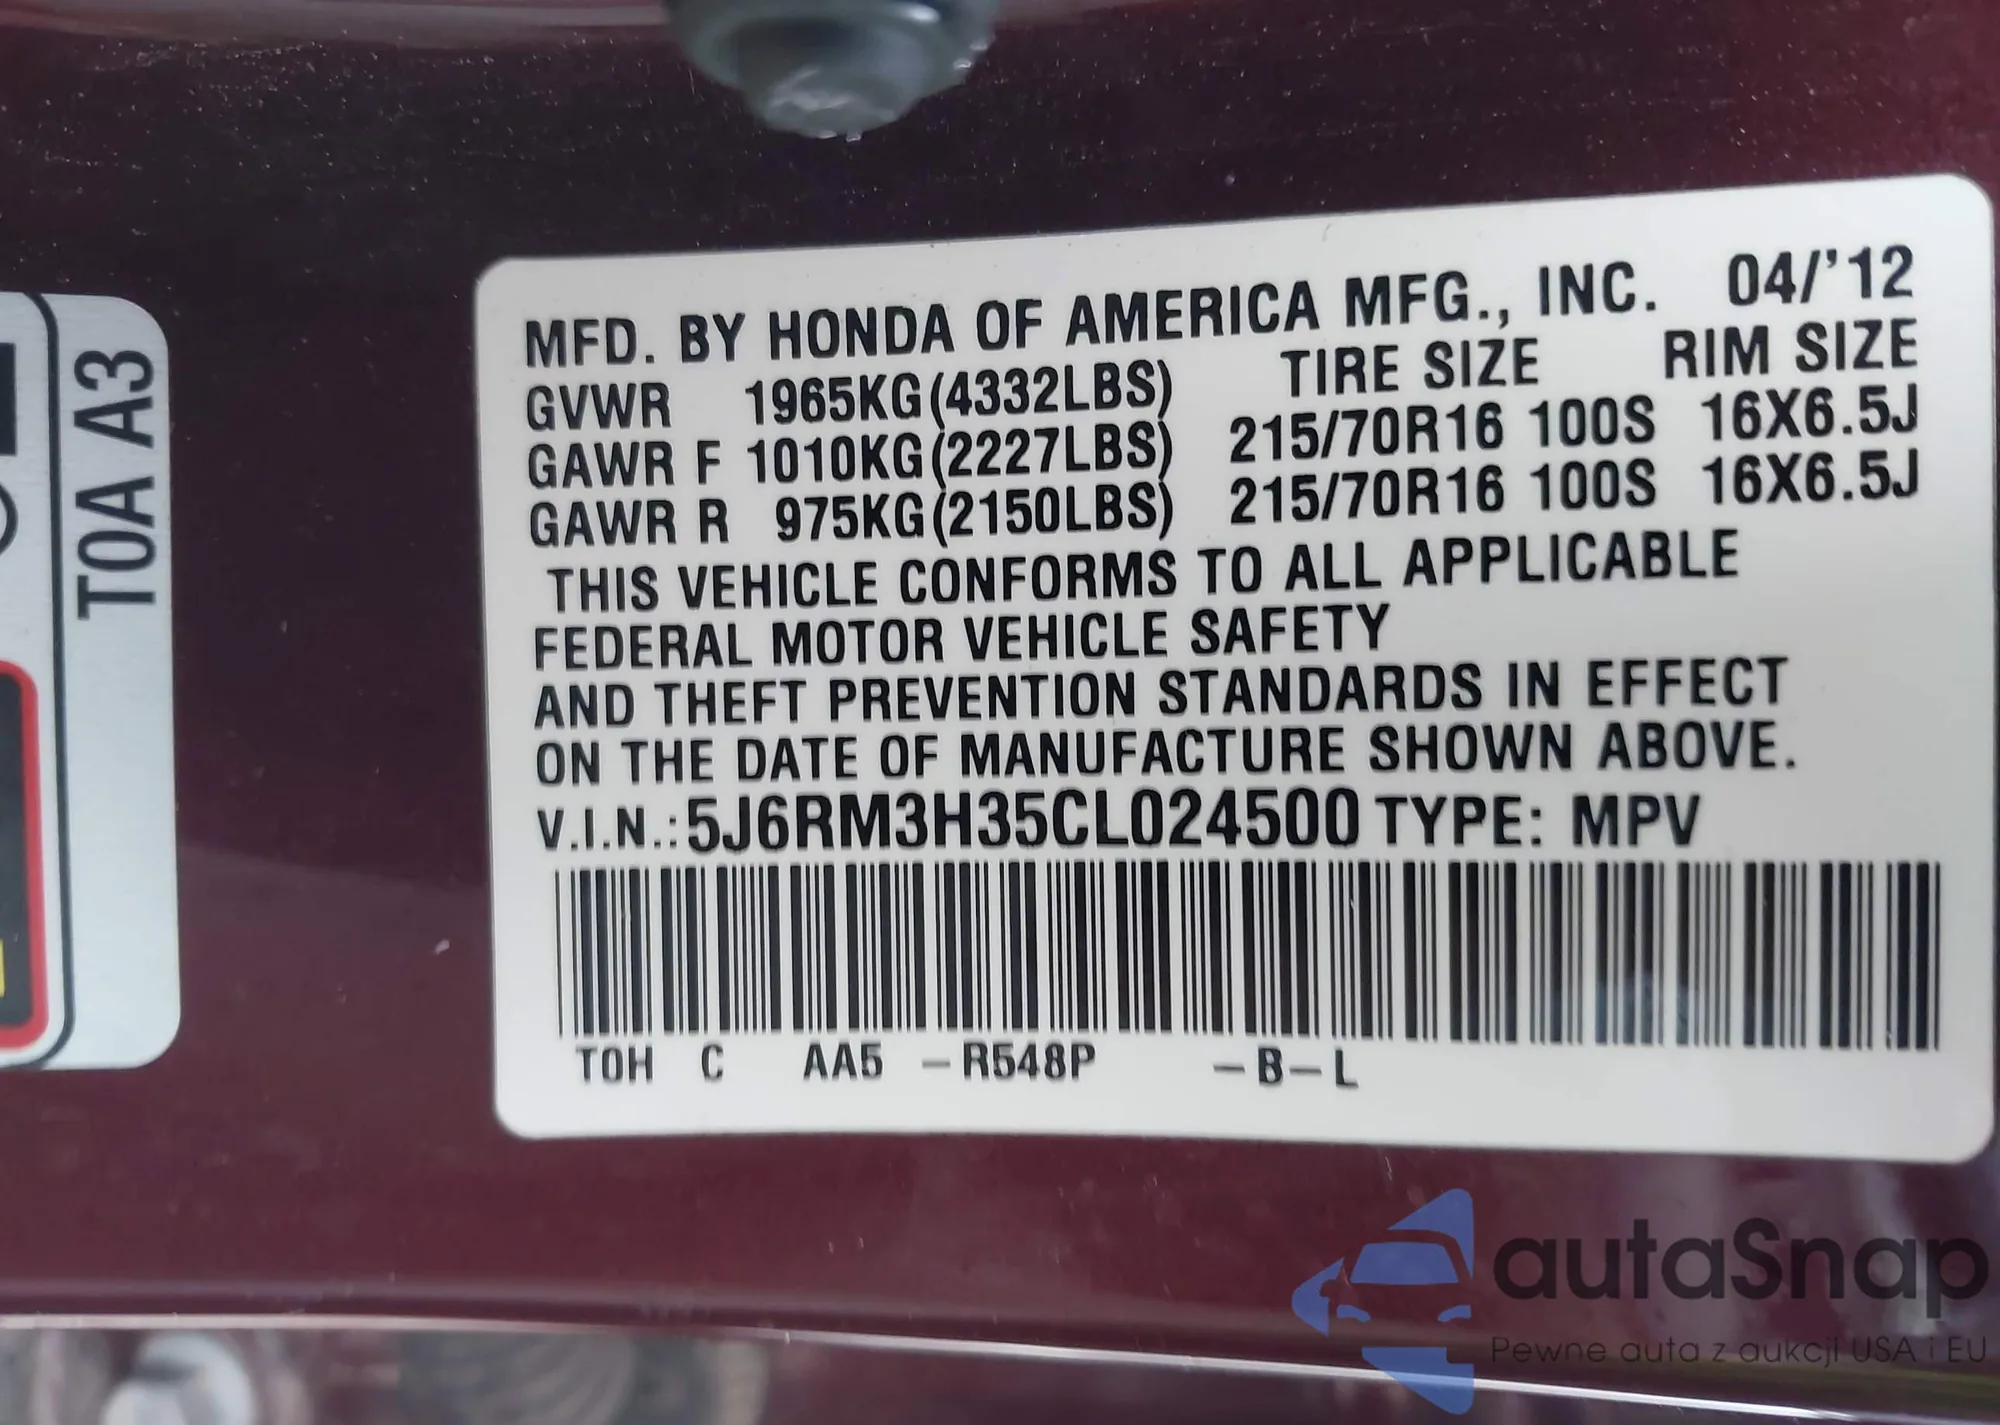 MFD. BY HONDA OF AMERICA MFG., INC. 04/'12
GVWR 1965KG(4332LBS) TIRE SIZE RIM SIZE
GAWR F 1010KG(2227LBS) 215/70R16 100S 16X6.5J
GAWR R 975KG(2150LBS) 215/70R16 100S 16X6.5J
THIS VEHICLE CONFORMS TO ALL APPLICABLE
FEDERAL MOTOR VEHICLE SAFETY
AND THEFT PREVENTION STANDARDS IN EFFECT
ON THE DATE OF MANUFACTURE SHOWN ABOVE.
V.I.N.:5J6RM3H35CL024500 TYPE: MPV
T0H C AA5 -R548P -B-L
T0A A3
autaSnap
Pewne auta z aukcji USA i EU